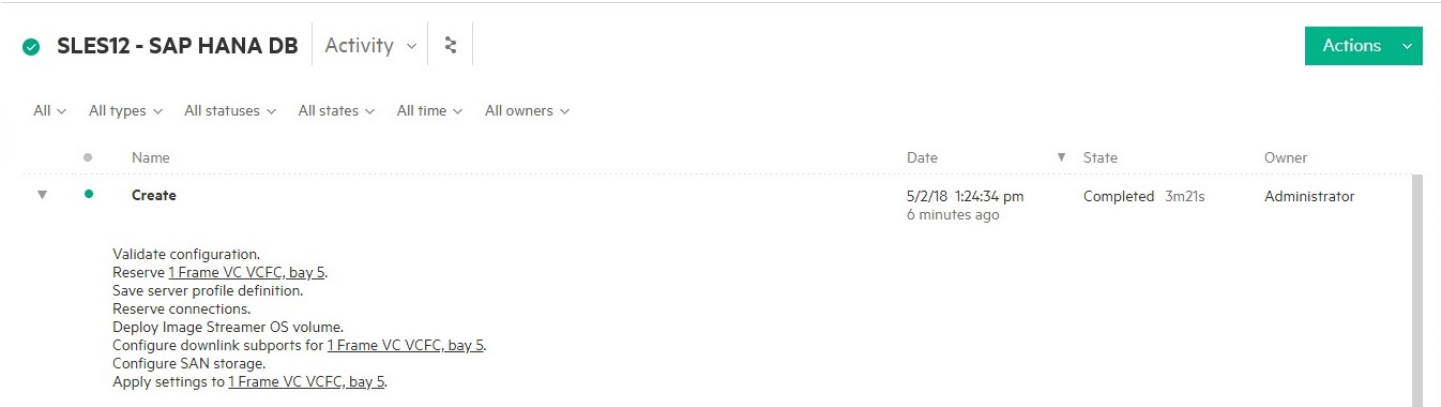 SLES12 - SAP HANA DB Activity Actions
All All types All statuses All states All time All owners
Name Date State Owner
Create 5/2/18 1:24:34 pm Completed 3m21s Administrator
6 minutes ago
Validate configuration.
Reserve 1 Frame VC VCFC, bay 5.
Save server profile definition.
Reserve connections.
Deploy Image Streamer OS volume.
Configure downlink subports for 1 Frame VC VCFC, bay 5.
Configure SAN storage.
Apply settings to 1 Frame VC VCFC, bay 5.